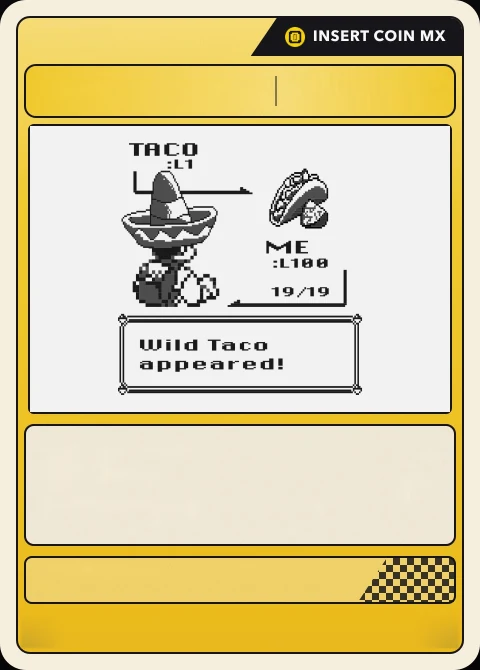 INSERT COIN MX
TACO
:L1
ME
:L100
19/19
Wild Taco
appeared!